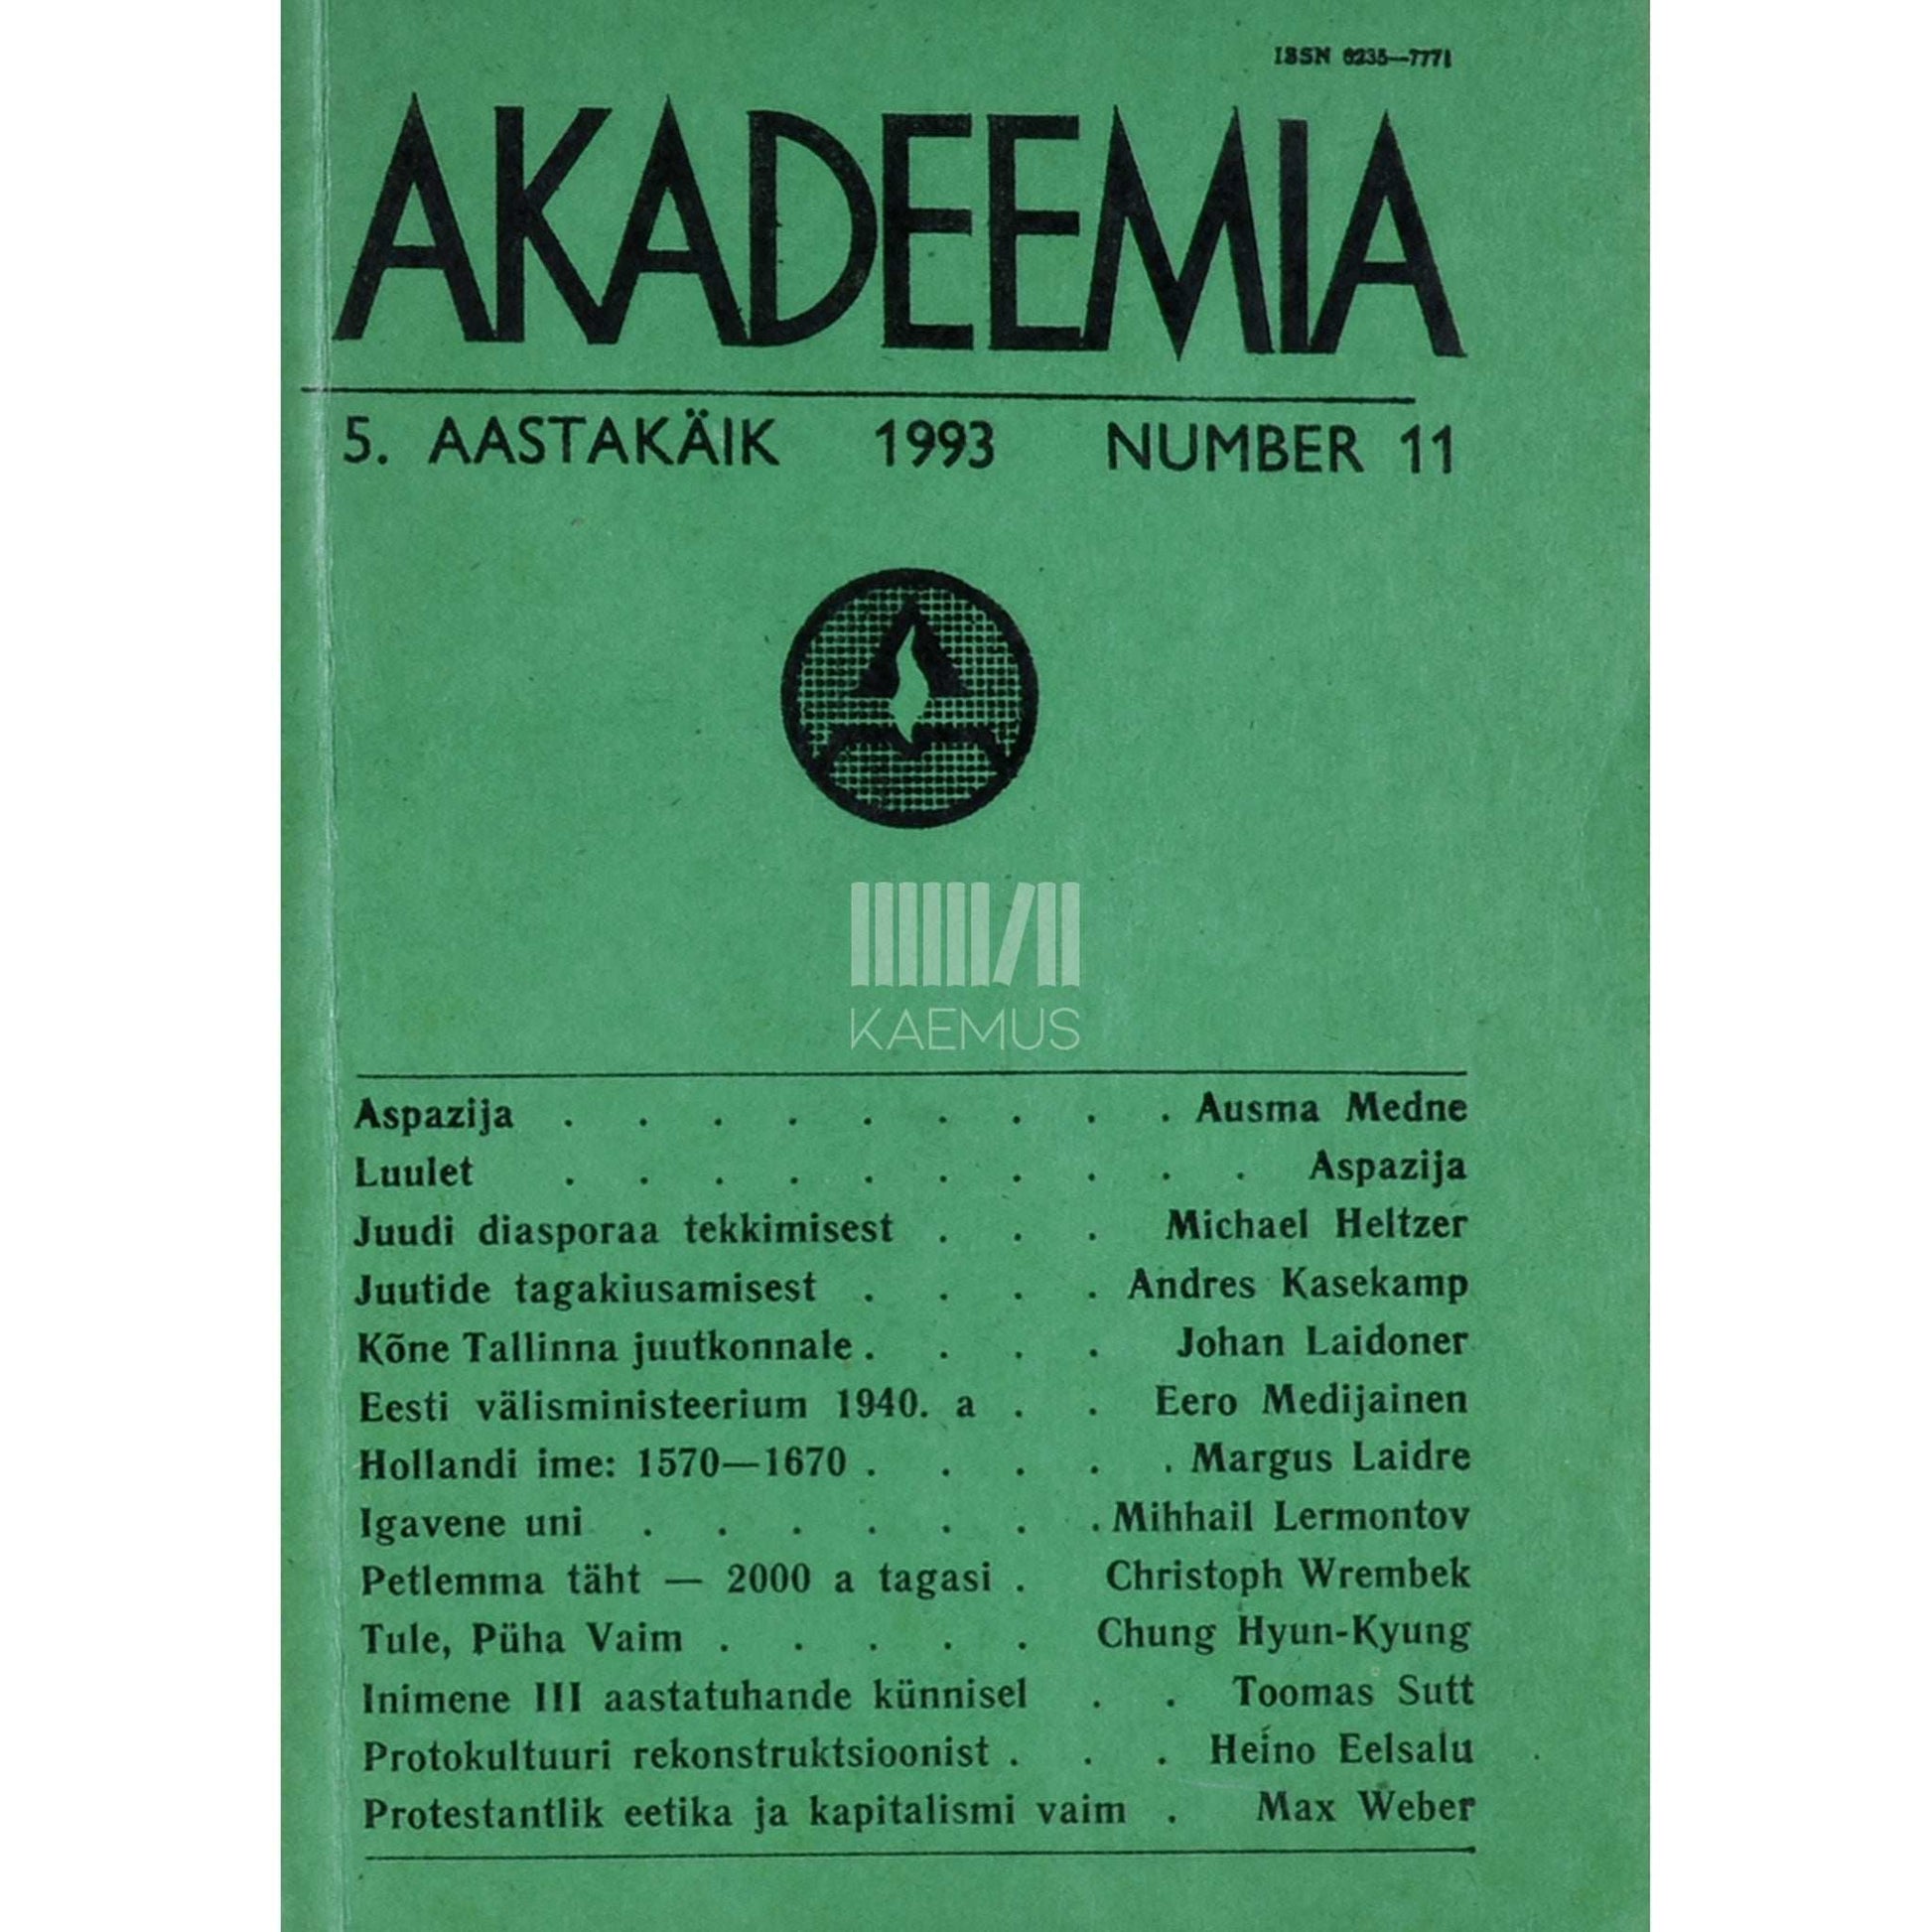 ISSN 0235—7771
AKADEEMIA
5. AASTAKÄIK 1993 NUMBER 11
KAEMUS
Aspazija . . . . . . . . . Ausma Medne
Luulet . . . . . . . . . . Aspazija
Juudi diasporaa tekkimisest . . . Michael Heltzer
Juutide tagakiusamisest . . . . Andres Kasekamp
Kõne Tallinna juutkonnale . . . . Johan Laidoner
Eesti välisministeerium 1940. a . . Eero Medijainen
Hollandi ime: 1570—1670 . . . . . Margus Laidre
Igavene uni . . . . . . . Mihhail Lermontov
Petlemma täht — 2000 a tagasi . Christoph Wrembek
Tule, Püha Vaim . . . . . Chung Hyun-Kyung
Inimene III aastatuhande künnisel . . Toomas Sutt
Protokultuuri rekonstruktsioonist . . . Heino Eelsalu
Protestantlik eetika ja kapitalismi vaim . Max Weber